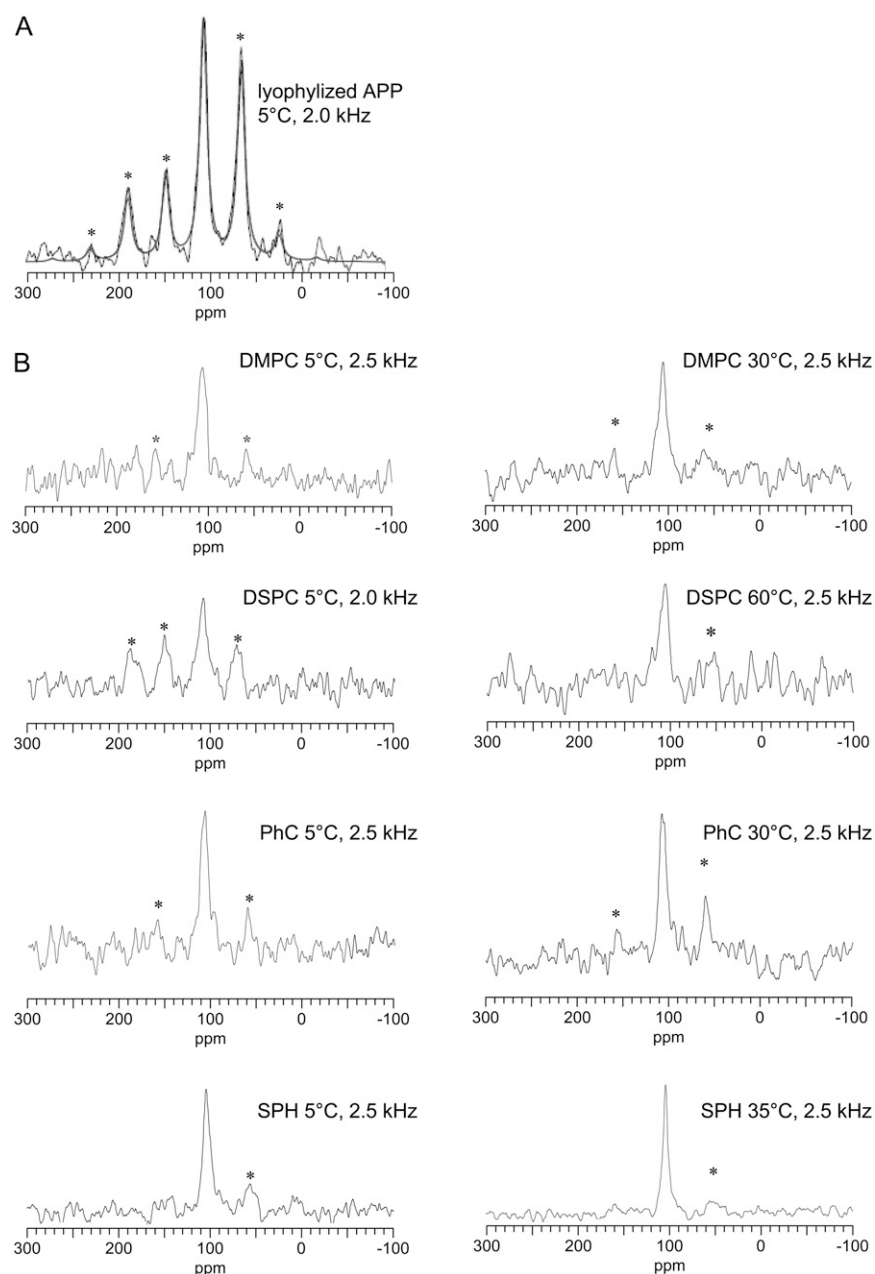 A
*
lyophylized APP
5°C, 2.0 kHz
*
*
*
*
300 200 100 0 -100
ppm
B
DMPC 5°C, 2.5 kHz
* *
300 200 100 0 -100
ppm
DMPC 30°C, 2.5 kHz
* *
300 200 100 0 -100
ppm
DSPC 5°C, 2.0 kHz
* * *
300 200 100 0 -100
ppm
DSPC 60°C, 2.5 kHz
*
300 200 100 0 -100
ppm
PhC 5°C, 2.5 kHz
* *
300 200 100 0 -100
ppm
PhC 30°C, 2.5 kHz
* *
300 200 100 0 -100
ppm
SPH 5°C, 2.5 kHz
*
300 200 100 0 -100
ppm
SPH 35°C, 2.5 kHz
*
300 200 100 0 -100
ppm